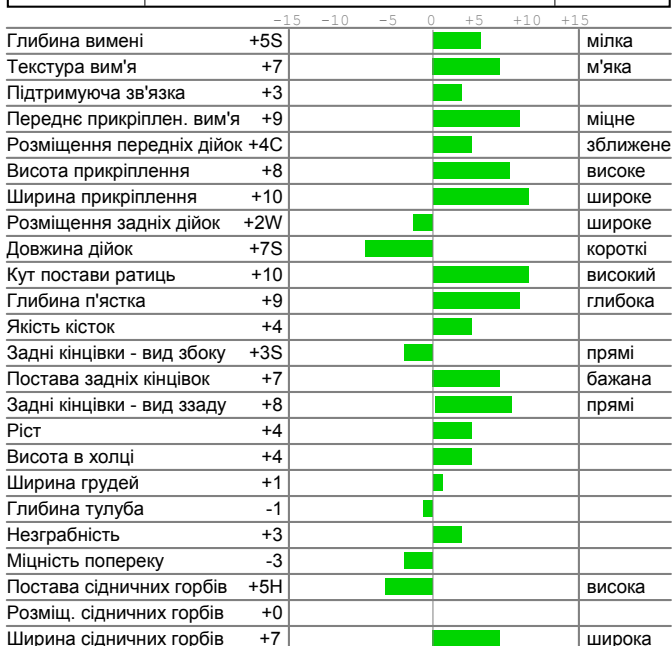 -15 -10 -5 0 +5 +10 +15
Глибина вимені +5S мілка
Текстура вим'я +7 м'яка
Підтримуюча зв'язка +3
Переднє прикріплен. вим'я +9 міцне
Розміщення передніх дійок +4C зближене
Висота прикріплення +8 високе
Ширина прикріплення +10 широке
Розміщення задніх дійок +2W широке
Довжина дійок +7S короткі
Кут постави ратиць +10 високий
Глибина п'ястка +9 глибока
Якість кісток +4
Задні кінцівки - вид збоку +3S прямі
Постава задніх кінцівок +7 бажана
Задні кінцівки - вид ззаду +8 прямі
Ріст +4
Висота в холці +4
Ширина грудей +1
Глибина тулуба -1
Незграбність +3
Міцність попереку -3
Постава сідничних горбів +5H висока
Розміщ. сідничних горбів +0
Ширина сідничних горбів +7 широка